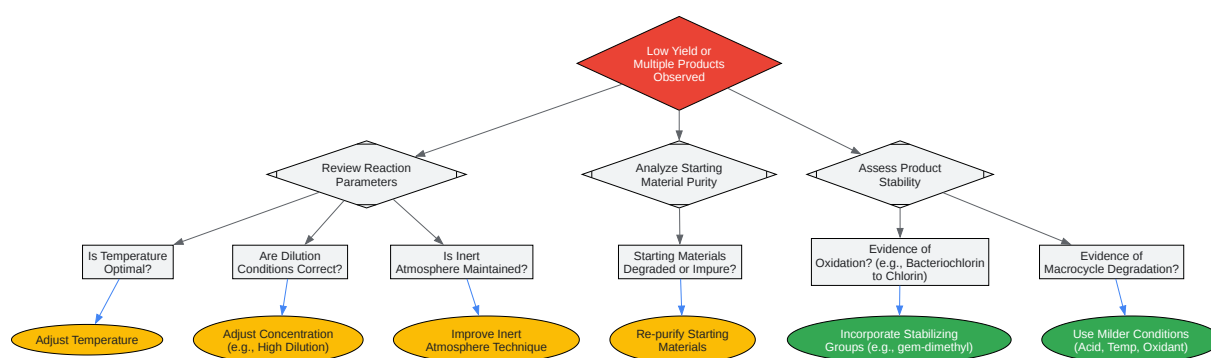 Low Yield or
Multiple Products
Observed
Review Reaction
Parameters
Analyze Starting
Material Purity
Assess Product
Stability
Is Temperature
Optimal?
Are Dilution
Conditions Correct?
Is Inert
Atmosphere Maintained?
Starting Materials
Degraded or Impure?
Evidence of
Oxidation? (e.g., Bacteriochlorin
to Chlorin)
Evidence of
Macrocycle Degradation?
Adjust Temperature
Adjust Concentration
(e.g., High Dilution)
Improve Inert
Atmosphere Technique
Re-purify Starting
Materials
Incorporate Stabilizing
Groups (e.g., gem-dimethyl)
Use Milder Conditions
(Acid, Temp, Oxidant)